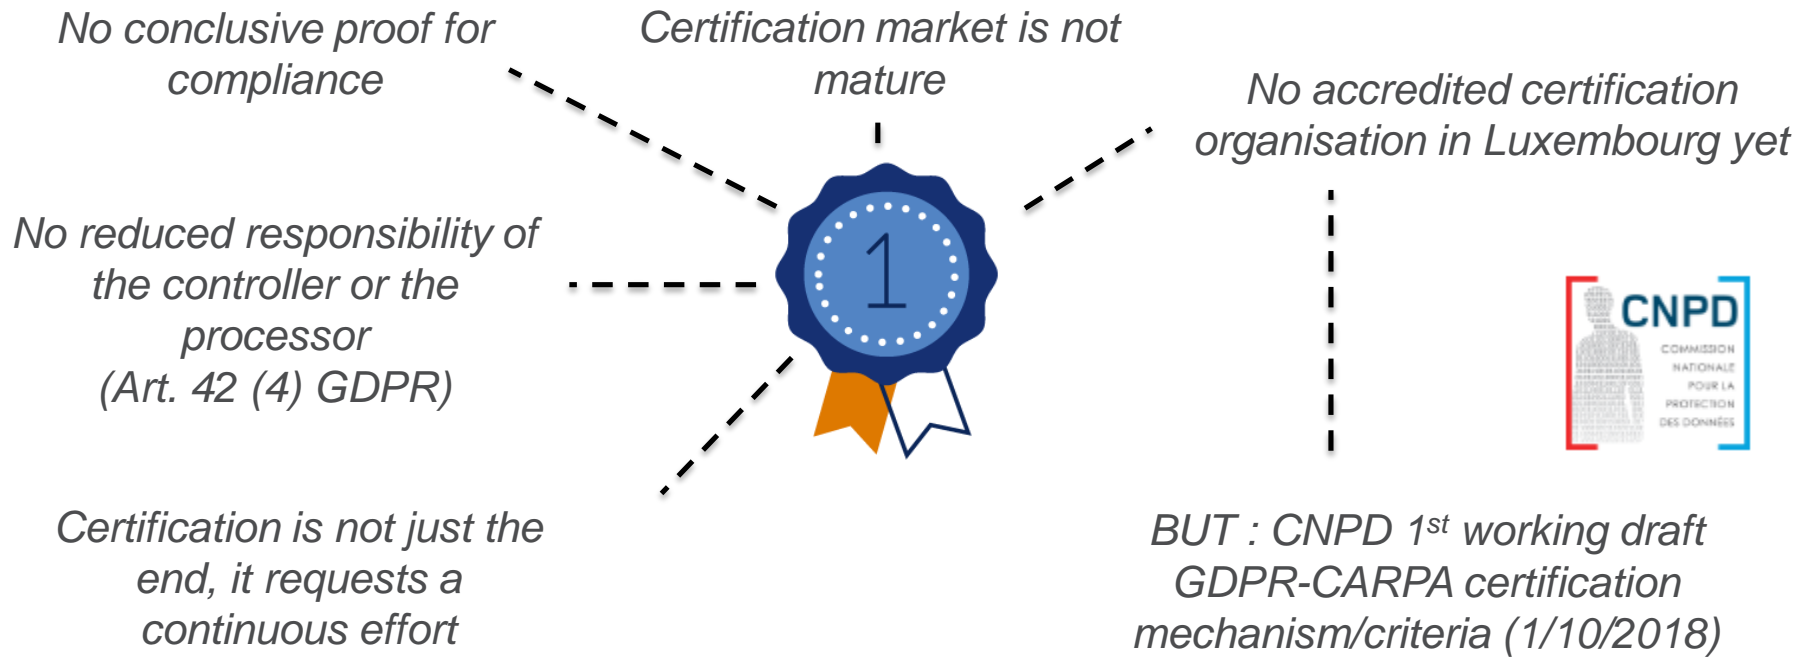 No conclusive proof for
compliance
Certification market is not
mature
No accredited certification
organisation in Luxembourg yet
No reduced responsibility of
the controller or the
processor
(Art. 42 (4) GDPR)
1
CNPD
COMMISSION
NATIONALE
POUR LA
PROTECTION
DES DONNÉES
Certification is not just the
end, it requests a
continuous effort
BUT : CNPD 1st working draft
GDPR-CARPA certification
mechanism/criteria (1/10/2018)